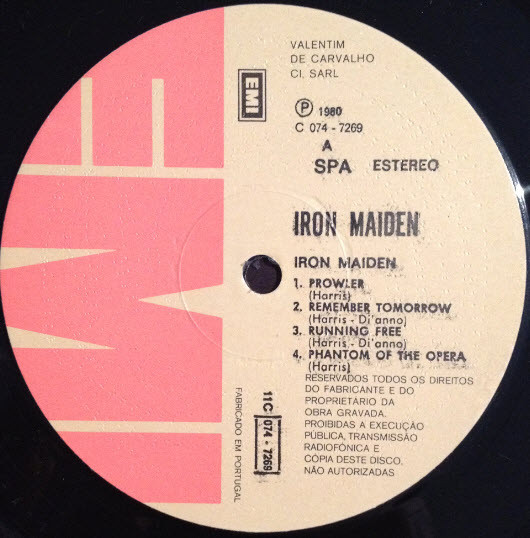 VALENTIM
DE CARVALHO
CI, SARL
EMI
Ⓟ 1980
C 074 - 7269
A
SPA ESTEREO
IRON MAIDEN
IRON MAIDEN
1. PROWLER
(Harris)
2. REMEMBER TOMORROW
(Harris - Di'anno)
3. RUNNING FREE
(Harris - Di'anno)
4. PHANTOM OF THE OPERA
(Harris)
RESERVADOS TODOS OS DIREITOS
DO FABRICANTE E DO
PROPRIETÁRIO DA
OBRA GRAVADA.
PROIBIDAS A EXECUÇÃO
PÚBLICA, TRANSMISSÃO
RADIOFÓNICA E
CÓPIA DESTE DISCO,
NÃO AUTORIZADAS
11C 074 - 7269
FABRICADO EM PORTUGAL
EMI